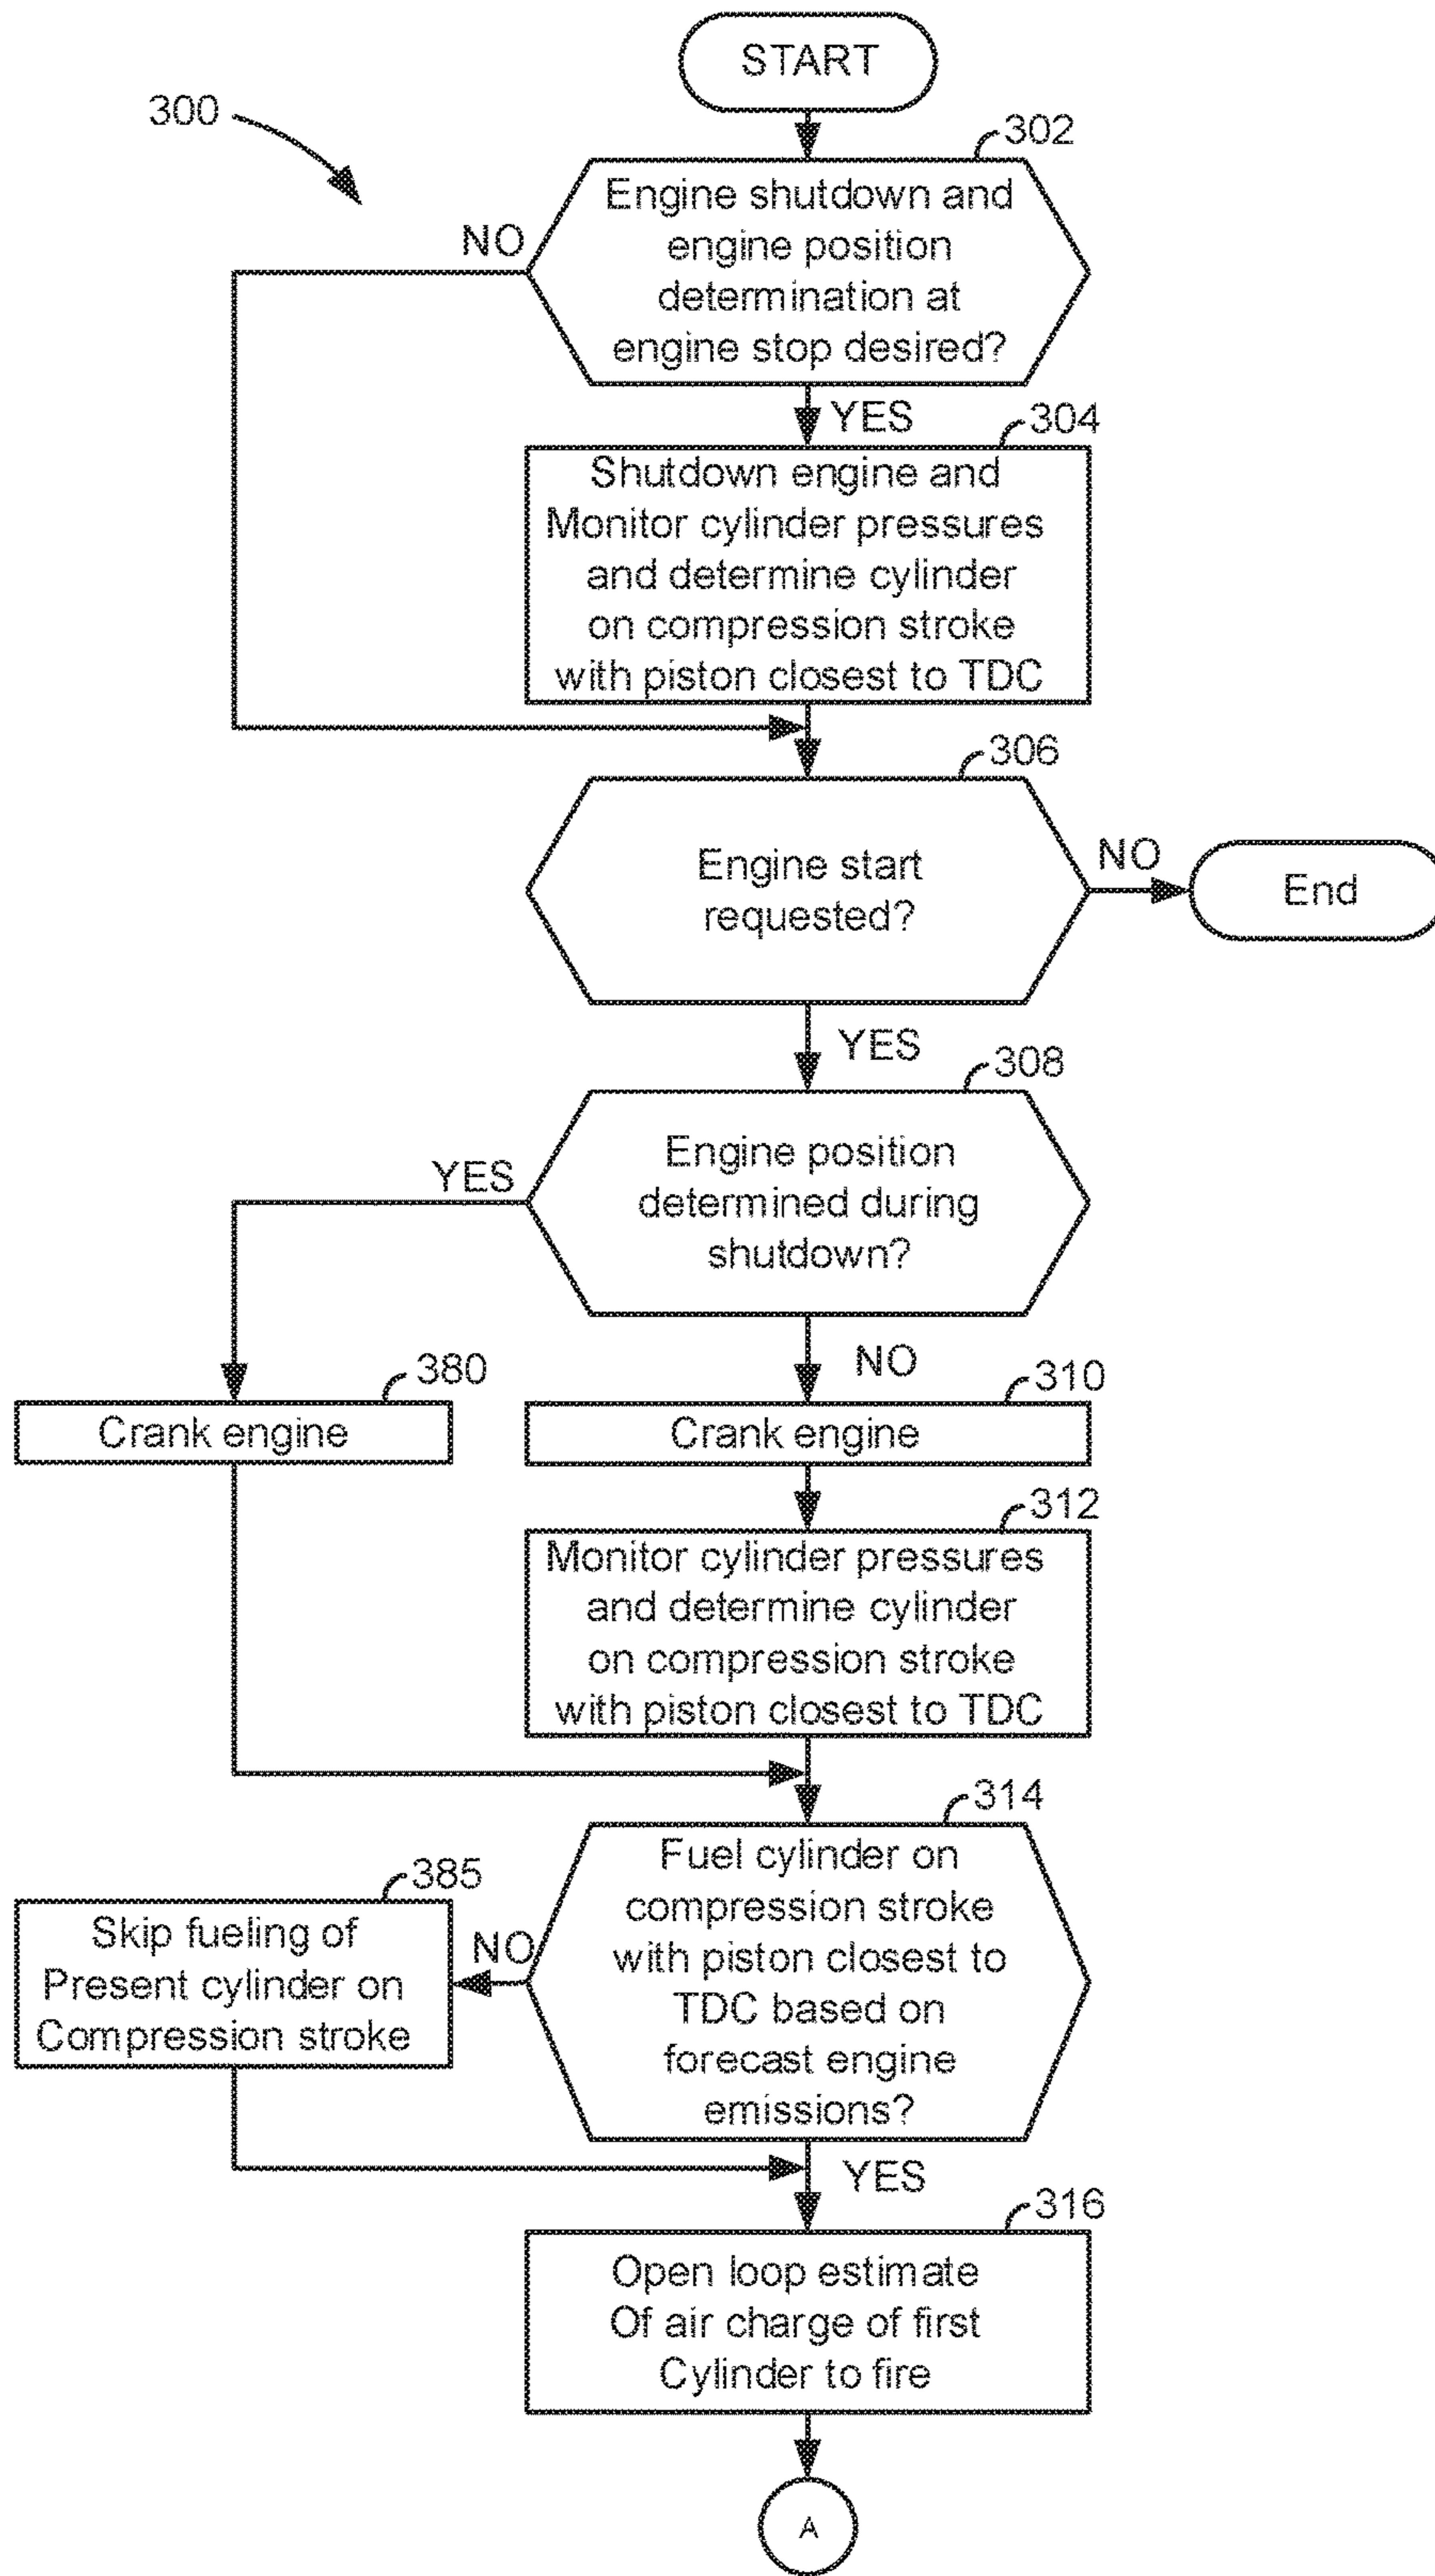 START
300
302
Engine shutdown and
engine position
determination at
engine stop desired?
NO
YES
304
Shutdown engine and
Monitor cylinder pressures
and determine cylinder
on compression stroke
with piston closest to TDC
306
Engine start
requested?
NO
End
YES
308
Engine position
determined during
shutdown?
YES
NO
380
Crank engine
310
Crank engine
312
Monitor cylinder pressures
and determine cylinder
on compression stroke
with piston closest to TDC
314
Fuel cylinder on
compression stroke
with piston closest to
TDC based on
forecast engine
emissions?
NO
385
Skip fueling of
Present cylinder on
Compression stroke
YES
316
Open loop estimate
Of air charge of first
Cylinder to fire
A